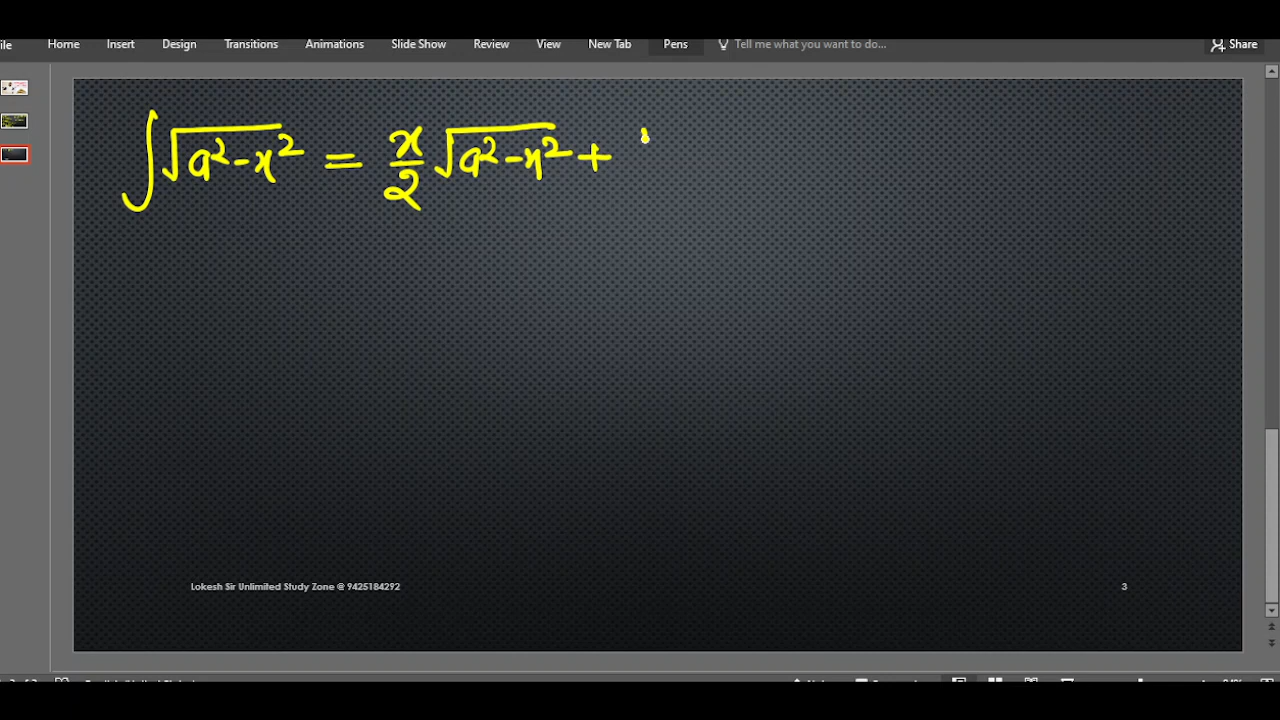 ile Home Insert Design Transitions Animations Slide Show Review View New Tab Pens Tell me what you want to do... Share
∫√a²-x² = x/2 √a²-x² +
Lokesh Sir Unlimited Study Zone @ 9425184292 3